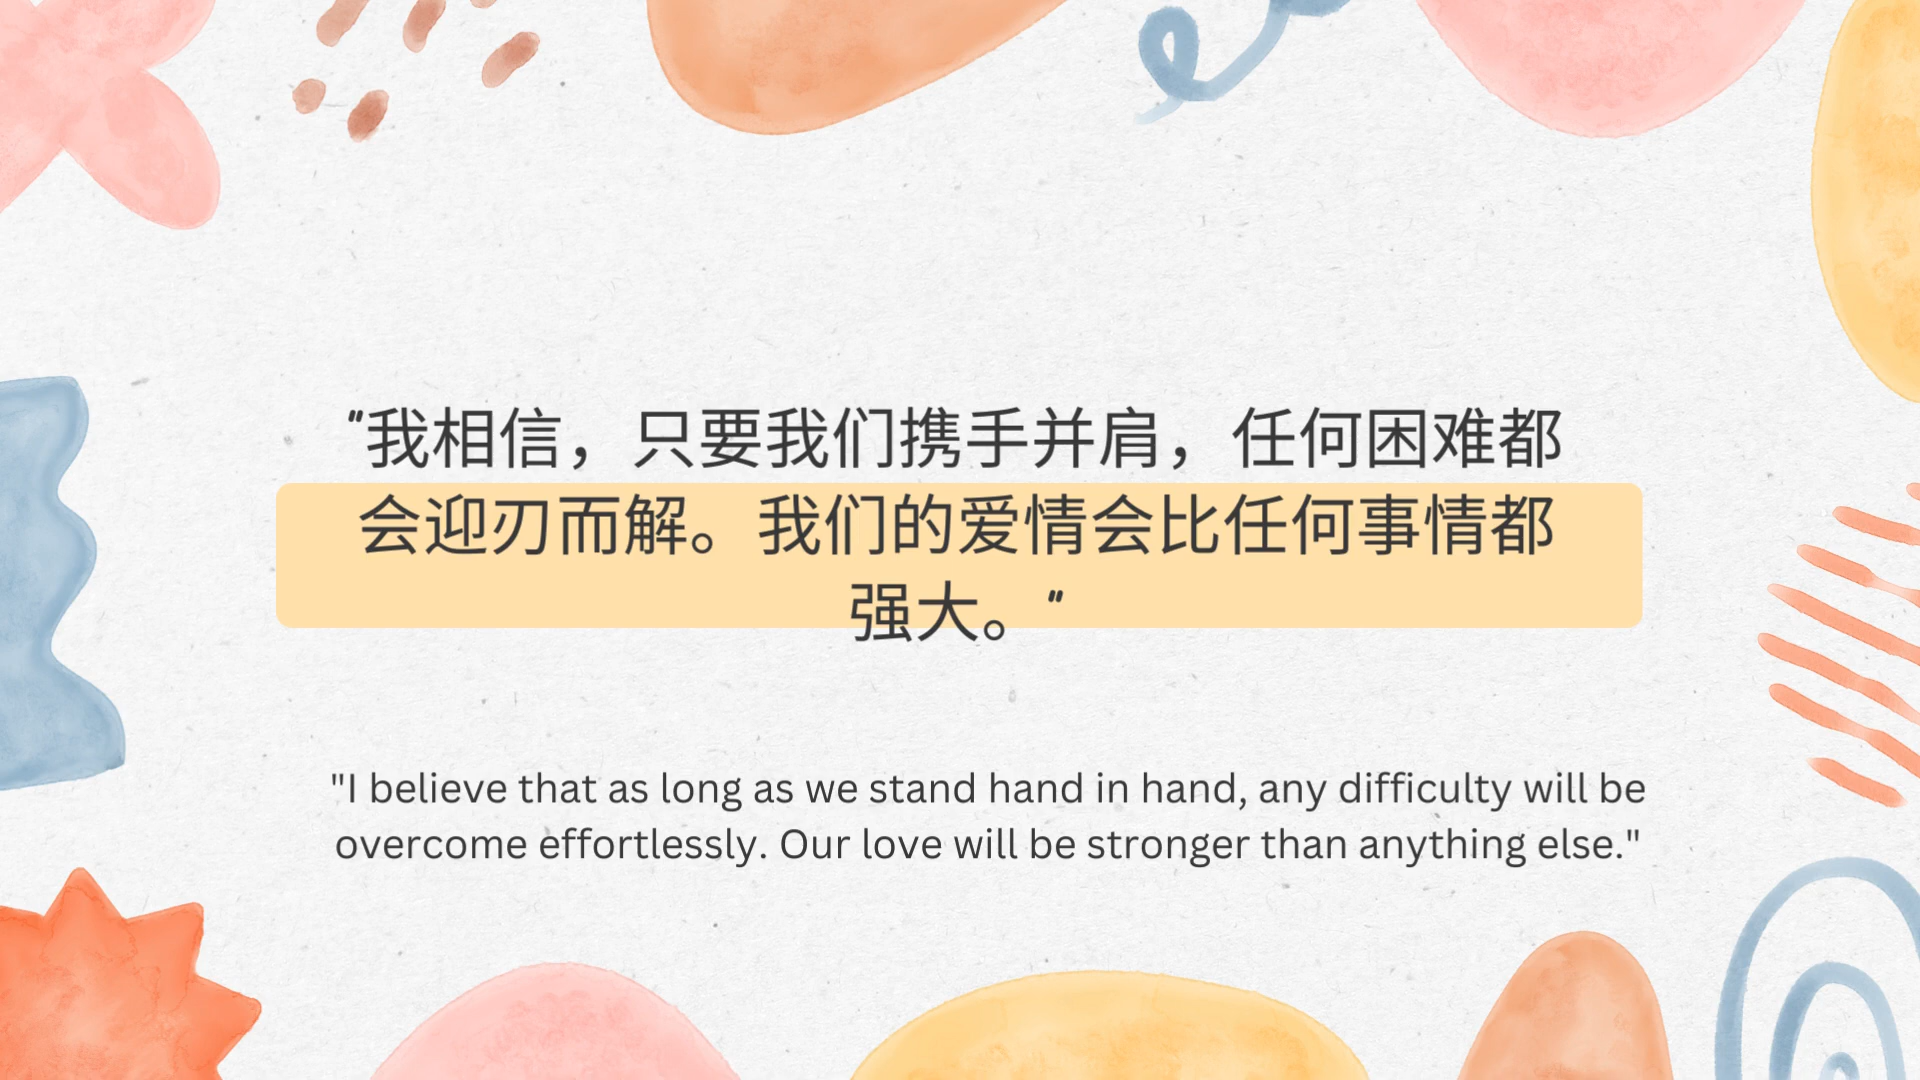 "我相信，只要我们携手并肩，任何困难都
会迎刃而解。我们的爱情会比任何事情都
强大。"
"I believe that as long as we stand hand in hand, any difficulty will be
overcome effortlessly. Our love will be stronger than anything else."